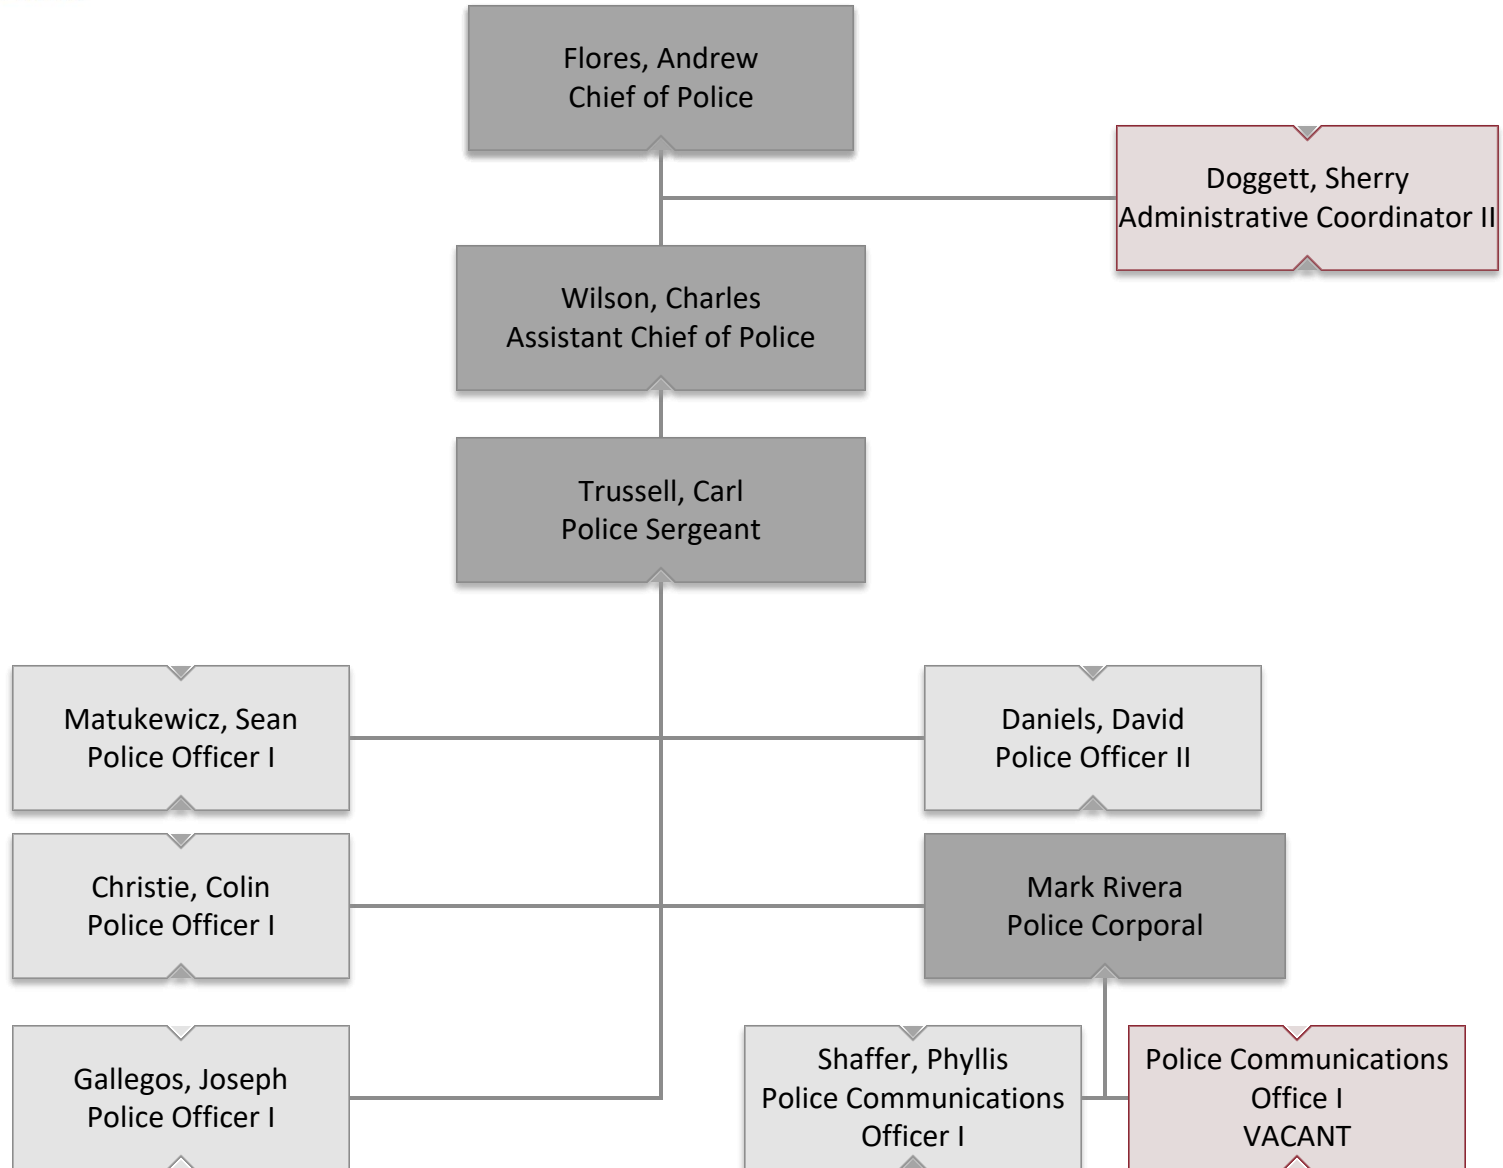 Flores, Andrew
Chief of Police
Doggett, Sherry
Administrative Coordinator II
Wilson, Charles
Assistant Chief of Police
Trussell, Carl
Police Sergeant
Matukewicz, Sean
Police Officer I
Daniels, David
Police Officer II
Christie, Colin
Police Officer I
Mark Rivera
Police Corporal
Gallegos, Joseph
Police Officer I
Shaffer, Phyllis
Police Communications
Officer I
Police Communications
Office I
VACANT